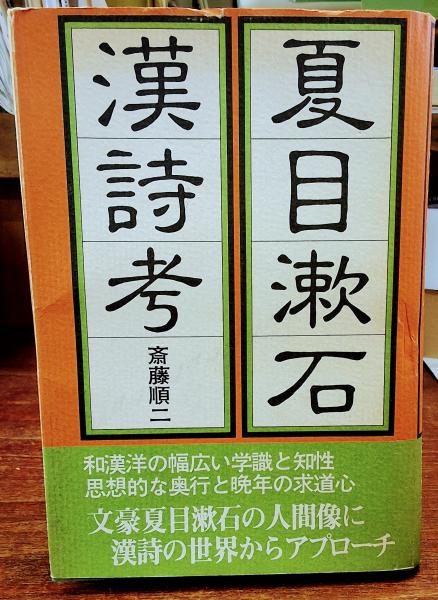 夏目漱石
漢詩考
斎藤順二
和漢洋の幅広い学識と知性
思想的な奥行と晩年の求道心
文豪夏目漱石の人間像に
漢詩の世界からアプローチ